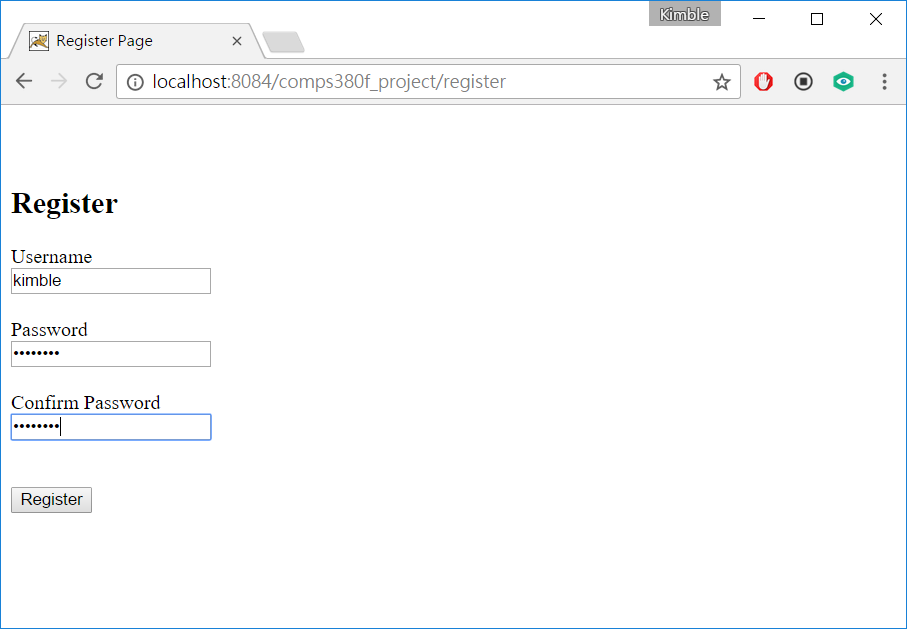 Kimble
Register Page
localhost:8084/comps380f_project/register
Register
Username
kimble
Password
••••••••
Confirm Password
••••••••
Register